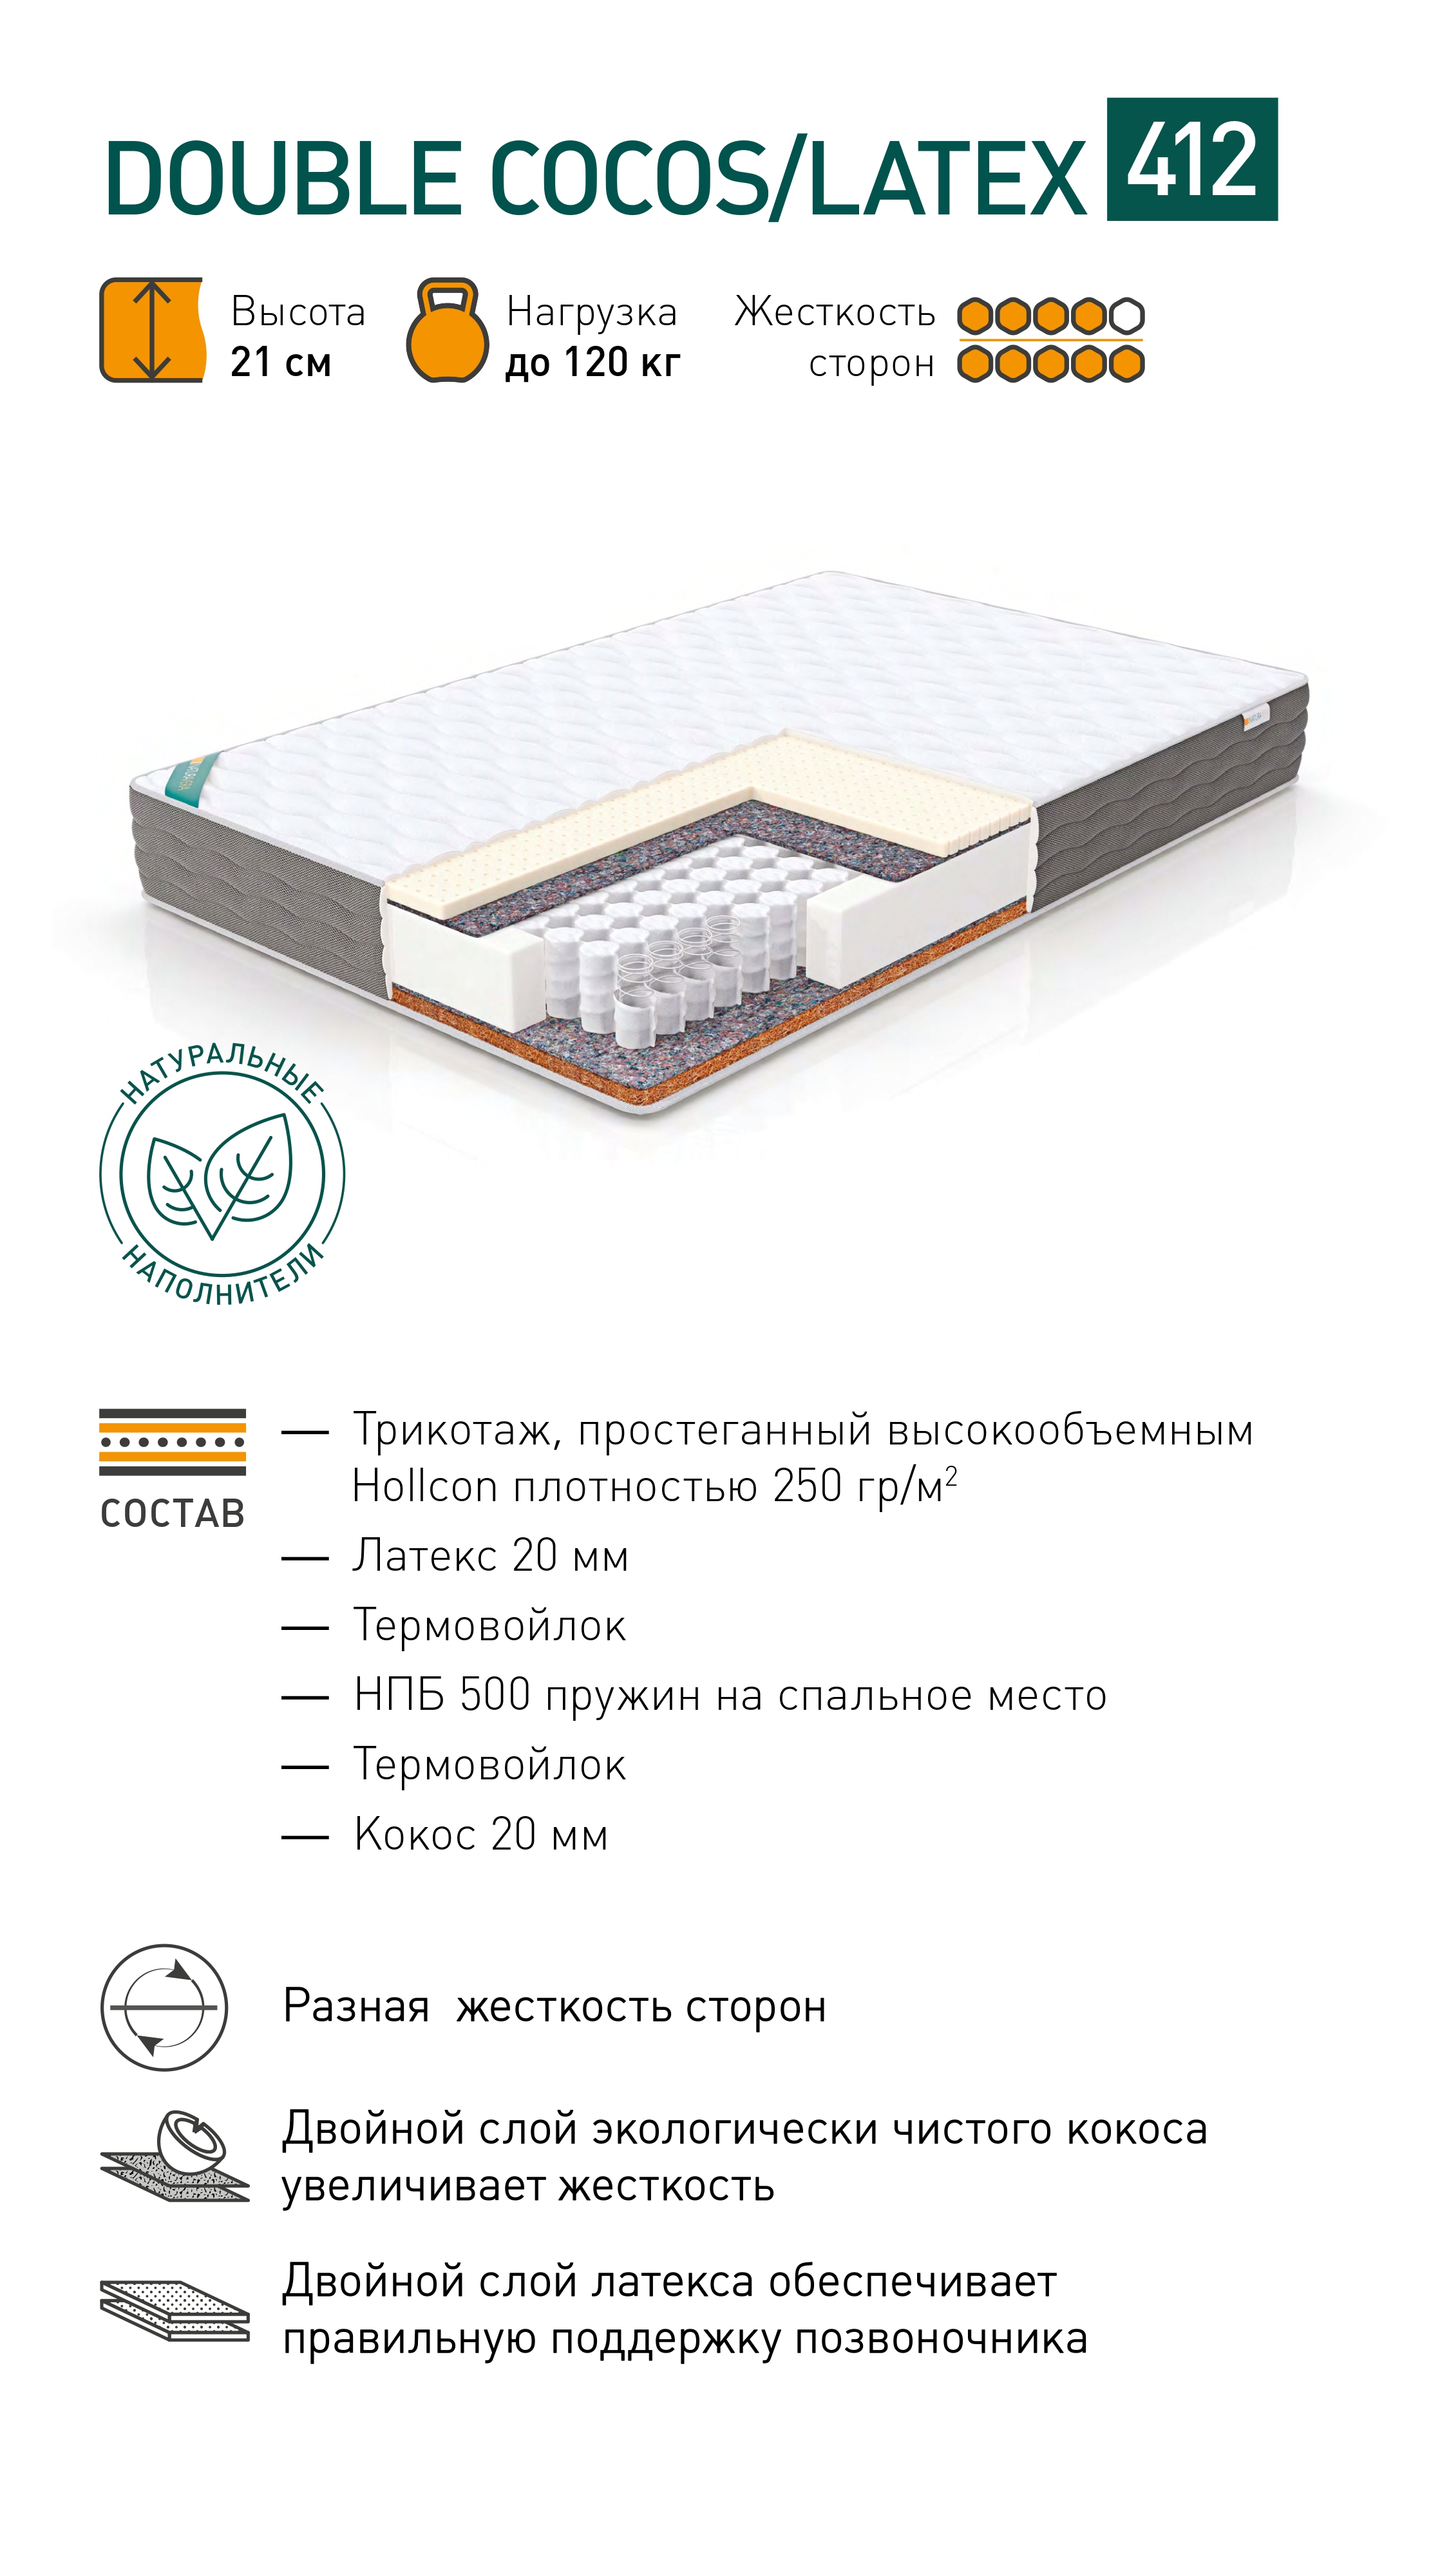 DOUBLE COCOS/LATEX 412
Высота
21 см
Нагрузка
до 120 кг
Жесткость
сторон
НАТУРАЛЬНЫЕ
НАПОЛНИТЕЛИ
СОСТАВ
— Трикотаж, простеганный высокообъемным
Hollcon плотностью 250 гр/м²
— Латекс 20 мм
— Термовойлок
— НПБ 500 пружин на спальное место
— Термовойлок
— Кокос 20 мм
Разная жесткость сторон
Двойной слой экологически чистого кокоса
увеличивает жесткость
Двойной слой латекса обеспечивает
правильную поддержку позвоночника